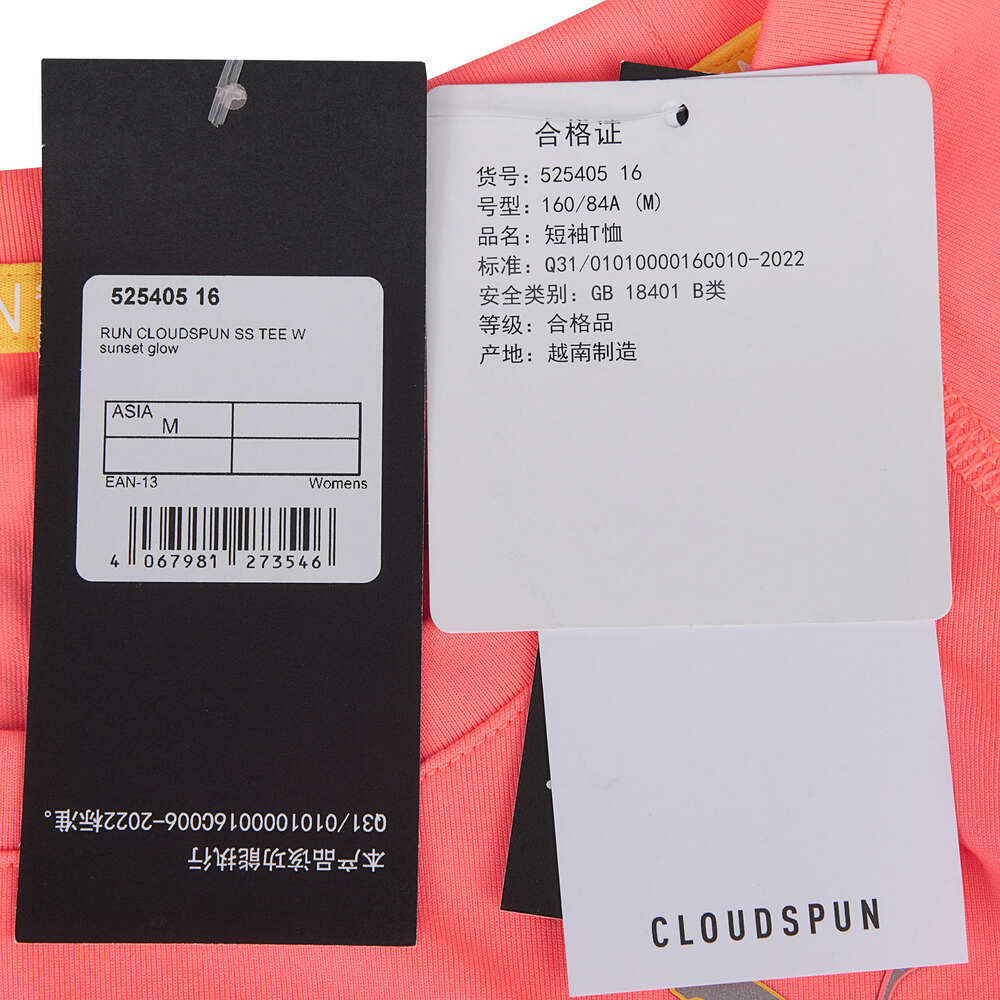 525405 16
RUN CLOUDSPUN SS TEE W
sunset glow
ASIA
M
EAN-13 Womens
4 067981 273546
本产品该功能执行
Q31/0101000016C006-2022标准。
合格证
货号: 525405 16
号型: 160/84A (M)
品名: 短袖T恤
标准: Q31/0101000016C010-2022
安全类别: GB 18401 B类
等级: 合格品
产地: 越南制造
CLOUDSPUN
N